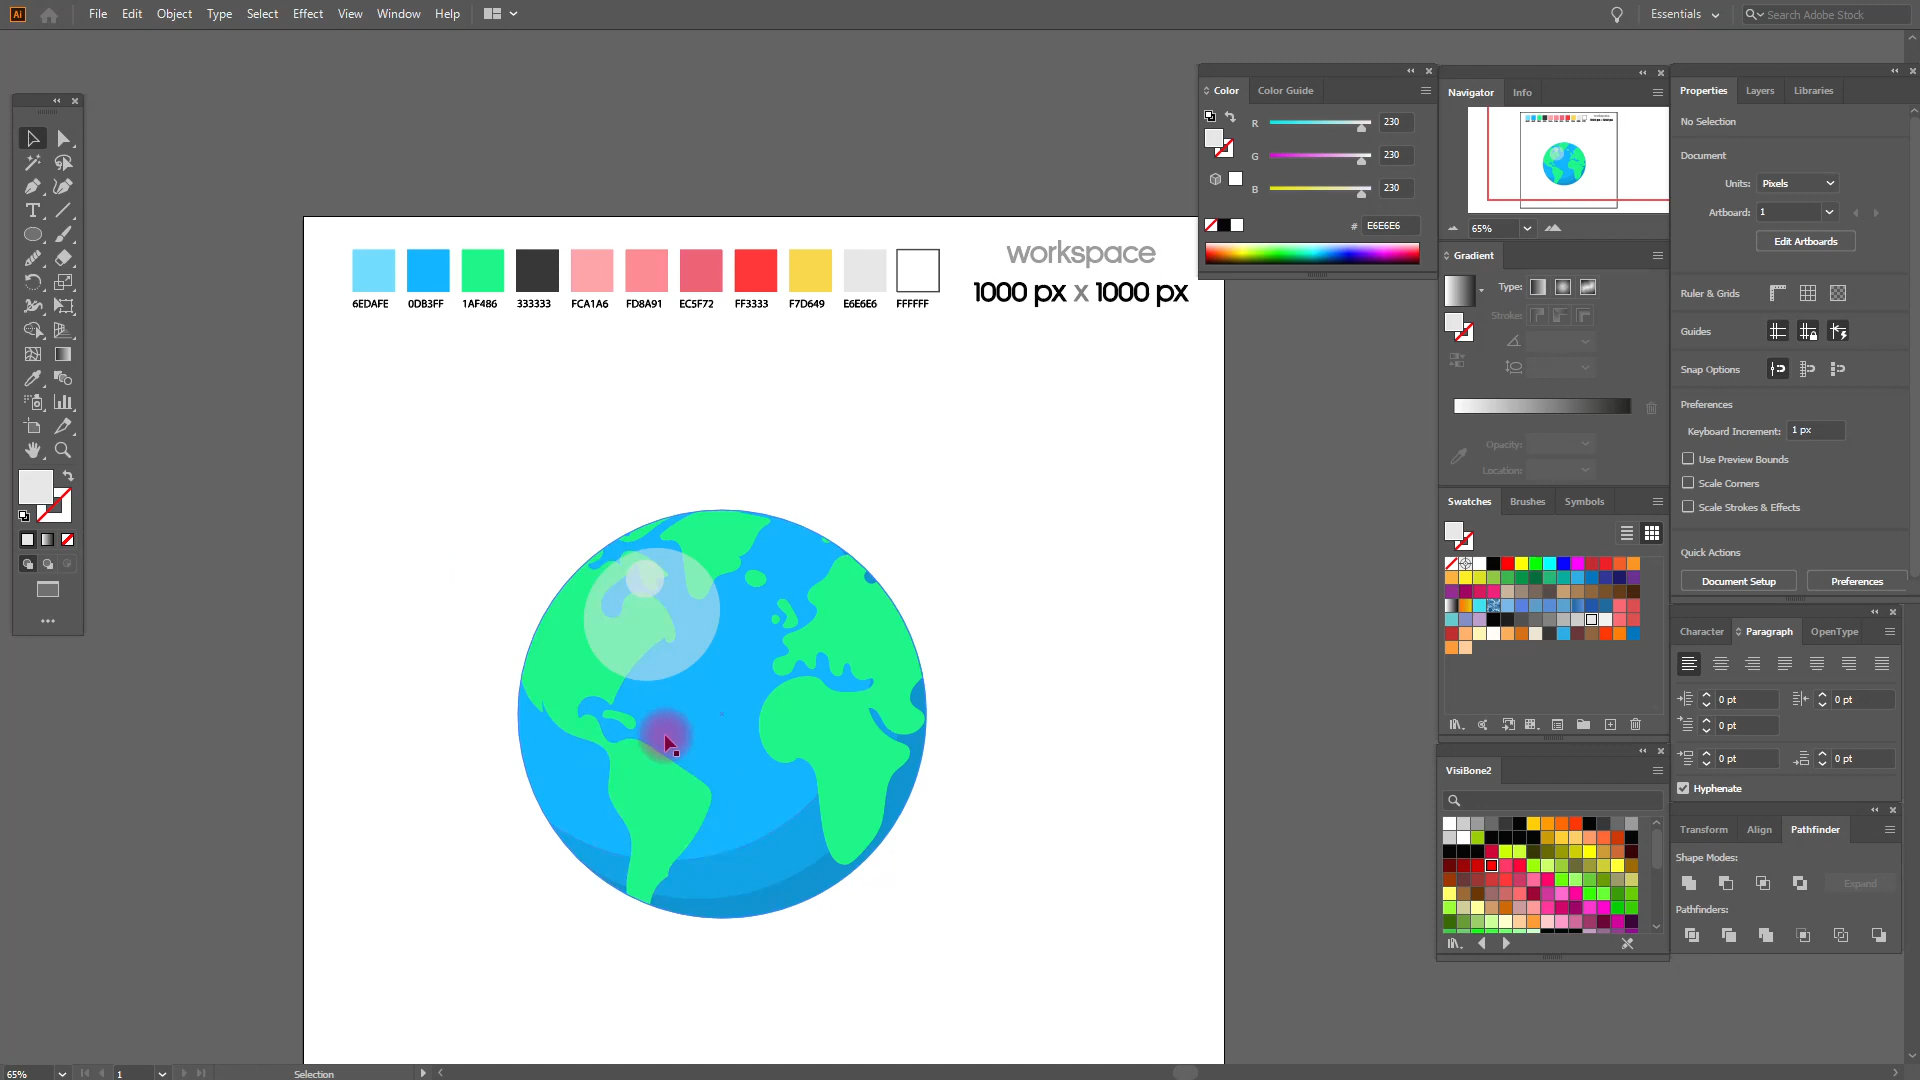 Ai File Edit Object Type Select Effect View Window Help
Essentials Search Adobe Stock
Color Color Guide
R 230
G 230
B 230
# E6E6E6
Navigator Info
65%
Gradient
Type:
Stroke:
Opacity:
Location:
Swatches Brushes Symbols
VisiBone2
Properties Layers Libraries
No Selection
Document
Units: Pixels
Artboard: 1
Edit Artboards
Ruler & Grids
Guides
Snap Options
Preferences
Keyboard Increment: 1 px
Use Preview Bounds
Scale Corners
Scale Strokes & Effects
Quick Actions
Document Setup Preferences
Character Paragraph OpenType
0 pt 0 pt
0 pt
0 pt 0 pt
Hyphenate
Transform Align Pathfinder
Shape Modes:
Expand
Pathfinders:
workspace
1000 px x 1000 px
6EDAFE 0DB3FF 1AF486 333333 FCA1A6 FD8A91 EC5F72 FF3333 F7D649 E6E6E6 FFFFFF
65% 1 Selection